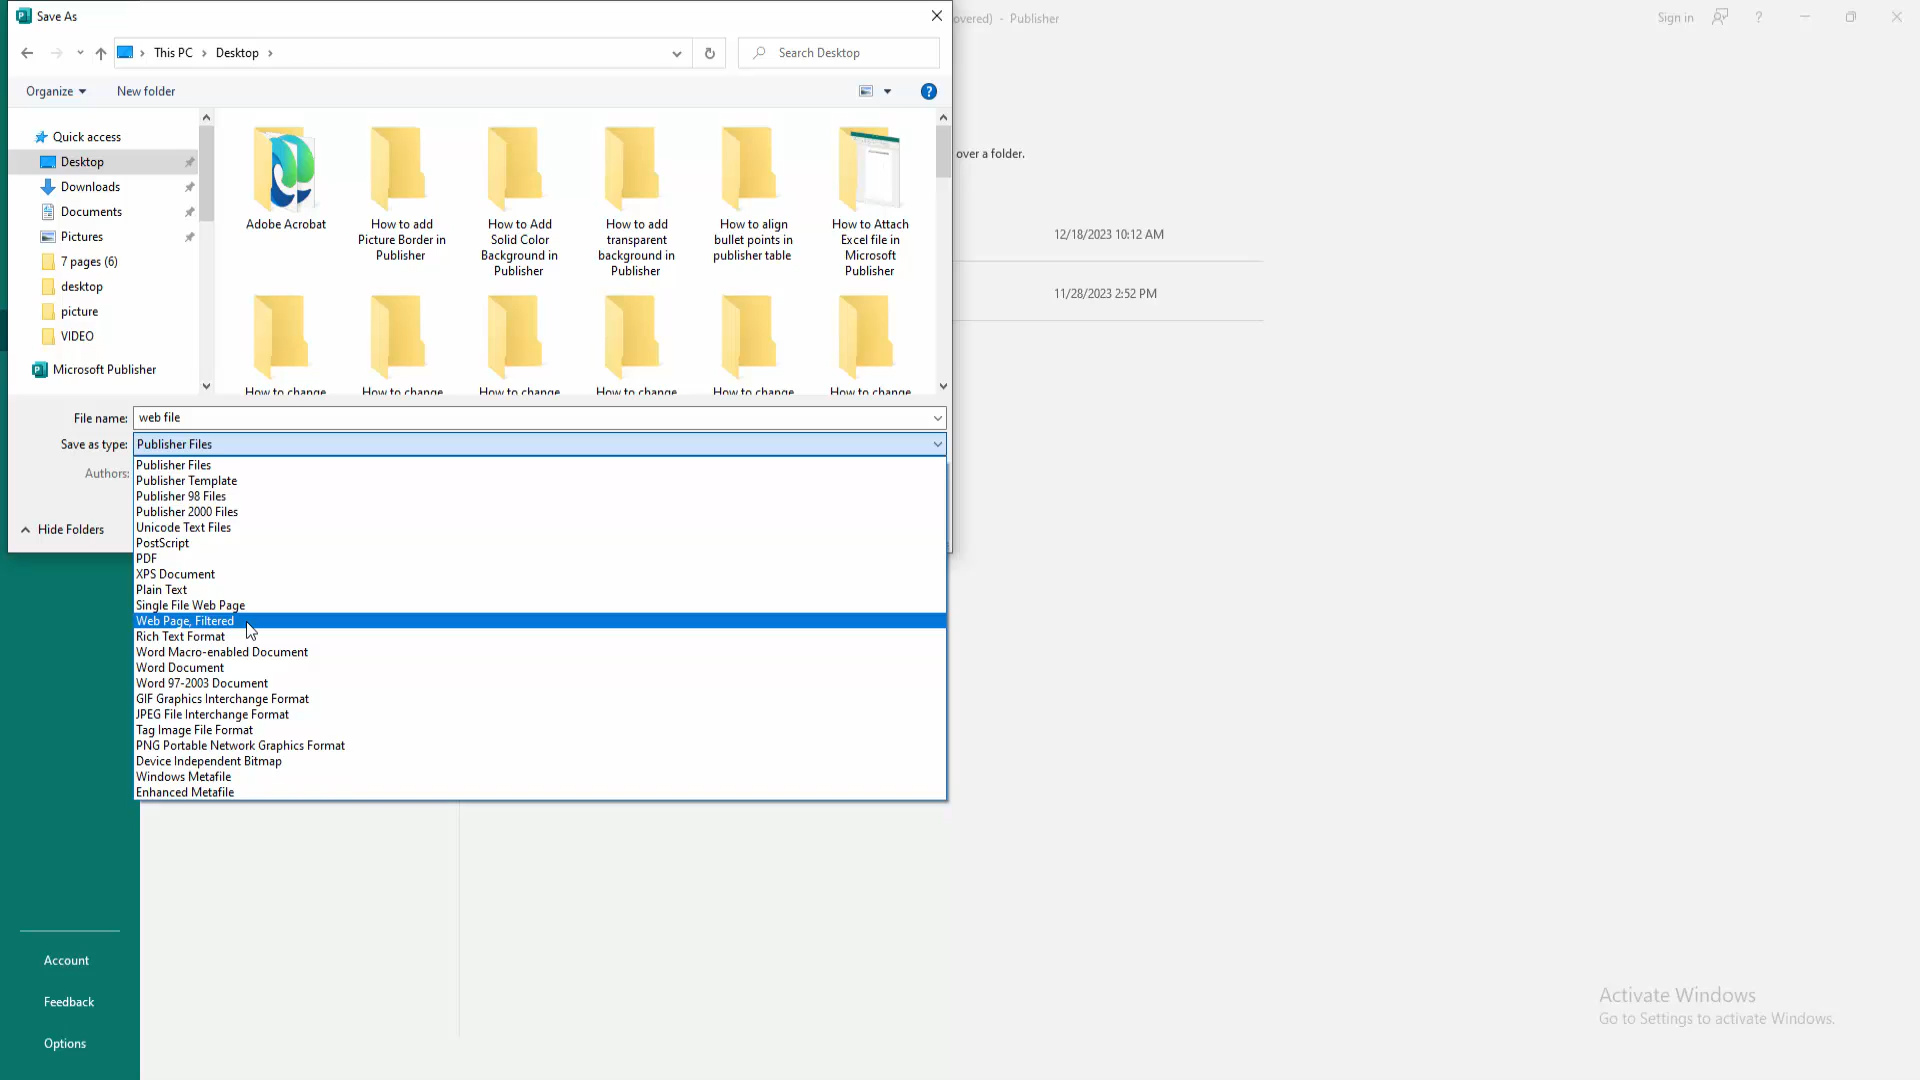 Save As
overed) - Publisher
Sign in
?
This PC > Desktop >
Search Desktop
Organize
New folder
?
Quick access
Desktop
Downloads
Documents
Pictures
7 pages (6)
desktop
picture
VIDEO
Microsoft Publisher
Adobe Acrobat
How to add
Picture Border in
Publisher
How to Add
Solid Color
Background in
Publisher
How to add
transparent
background in
Publisher
How to align
bullet points in
publisher table
How to Attach
Excel file in
Microsoft
Publisher
How to change
How to change
How to change
How to change
How to change
How to change
over a folder.
12/18/2023 10:12 AM
11/28/2023 2:52 PM
File name: web file
Save as type: Publisher Files
Authors:
Hide Folders
Publisher Files
Publisher Template
Publisher 98 Files
Publisher 2000 Files
Unicode Text Files
PostScript
PDF
XPS Document
Plain Text
Single File Web Page
Web Page, Filtered
Rich Text Format
Word Macro-enabled Document
Word Document
Word 97-2003 Document
GIF Graphics Interchange Format
JPEG File Interchange Format
Tag Image File Format
PNG Portable Network Graphics Format
Device Independent Bitmap
Windows Metafile
Enhanced Metafile
Account
Feedback
Options
Activate Windows
Go to Settings to activate Windows.